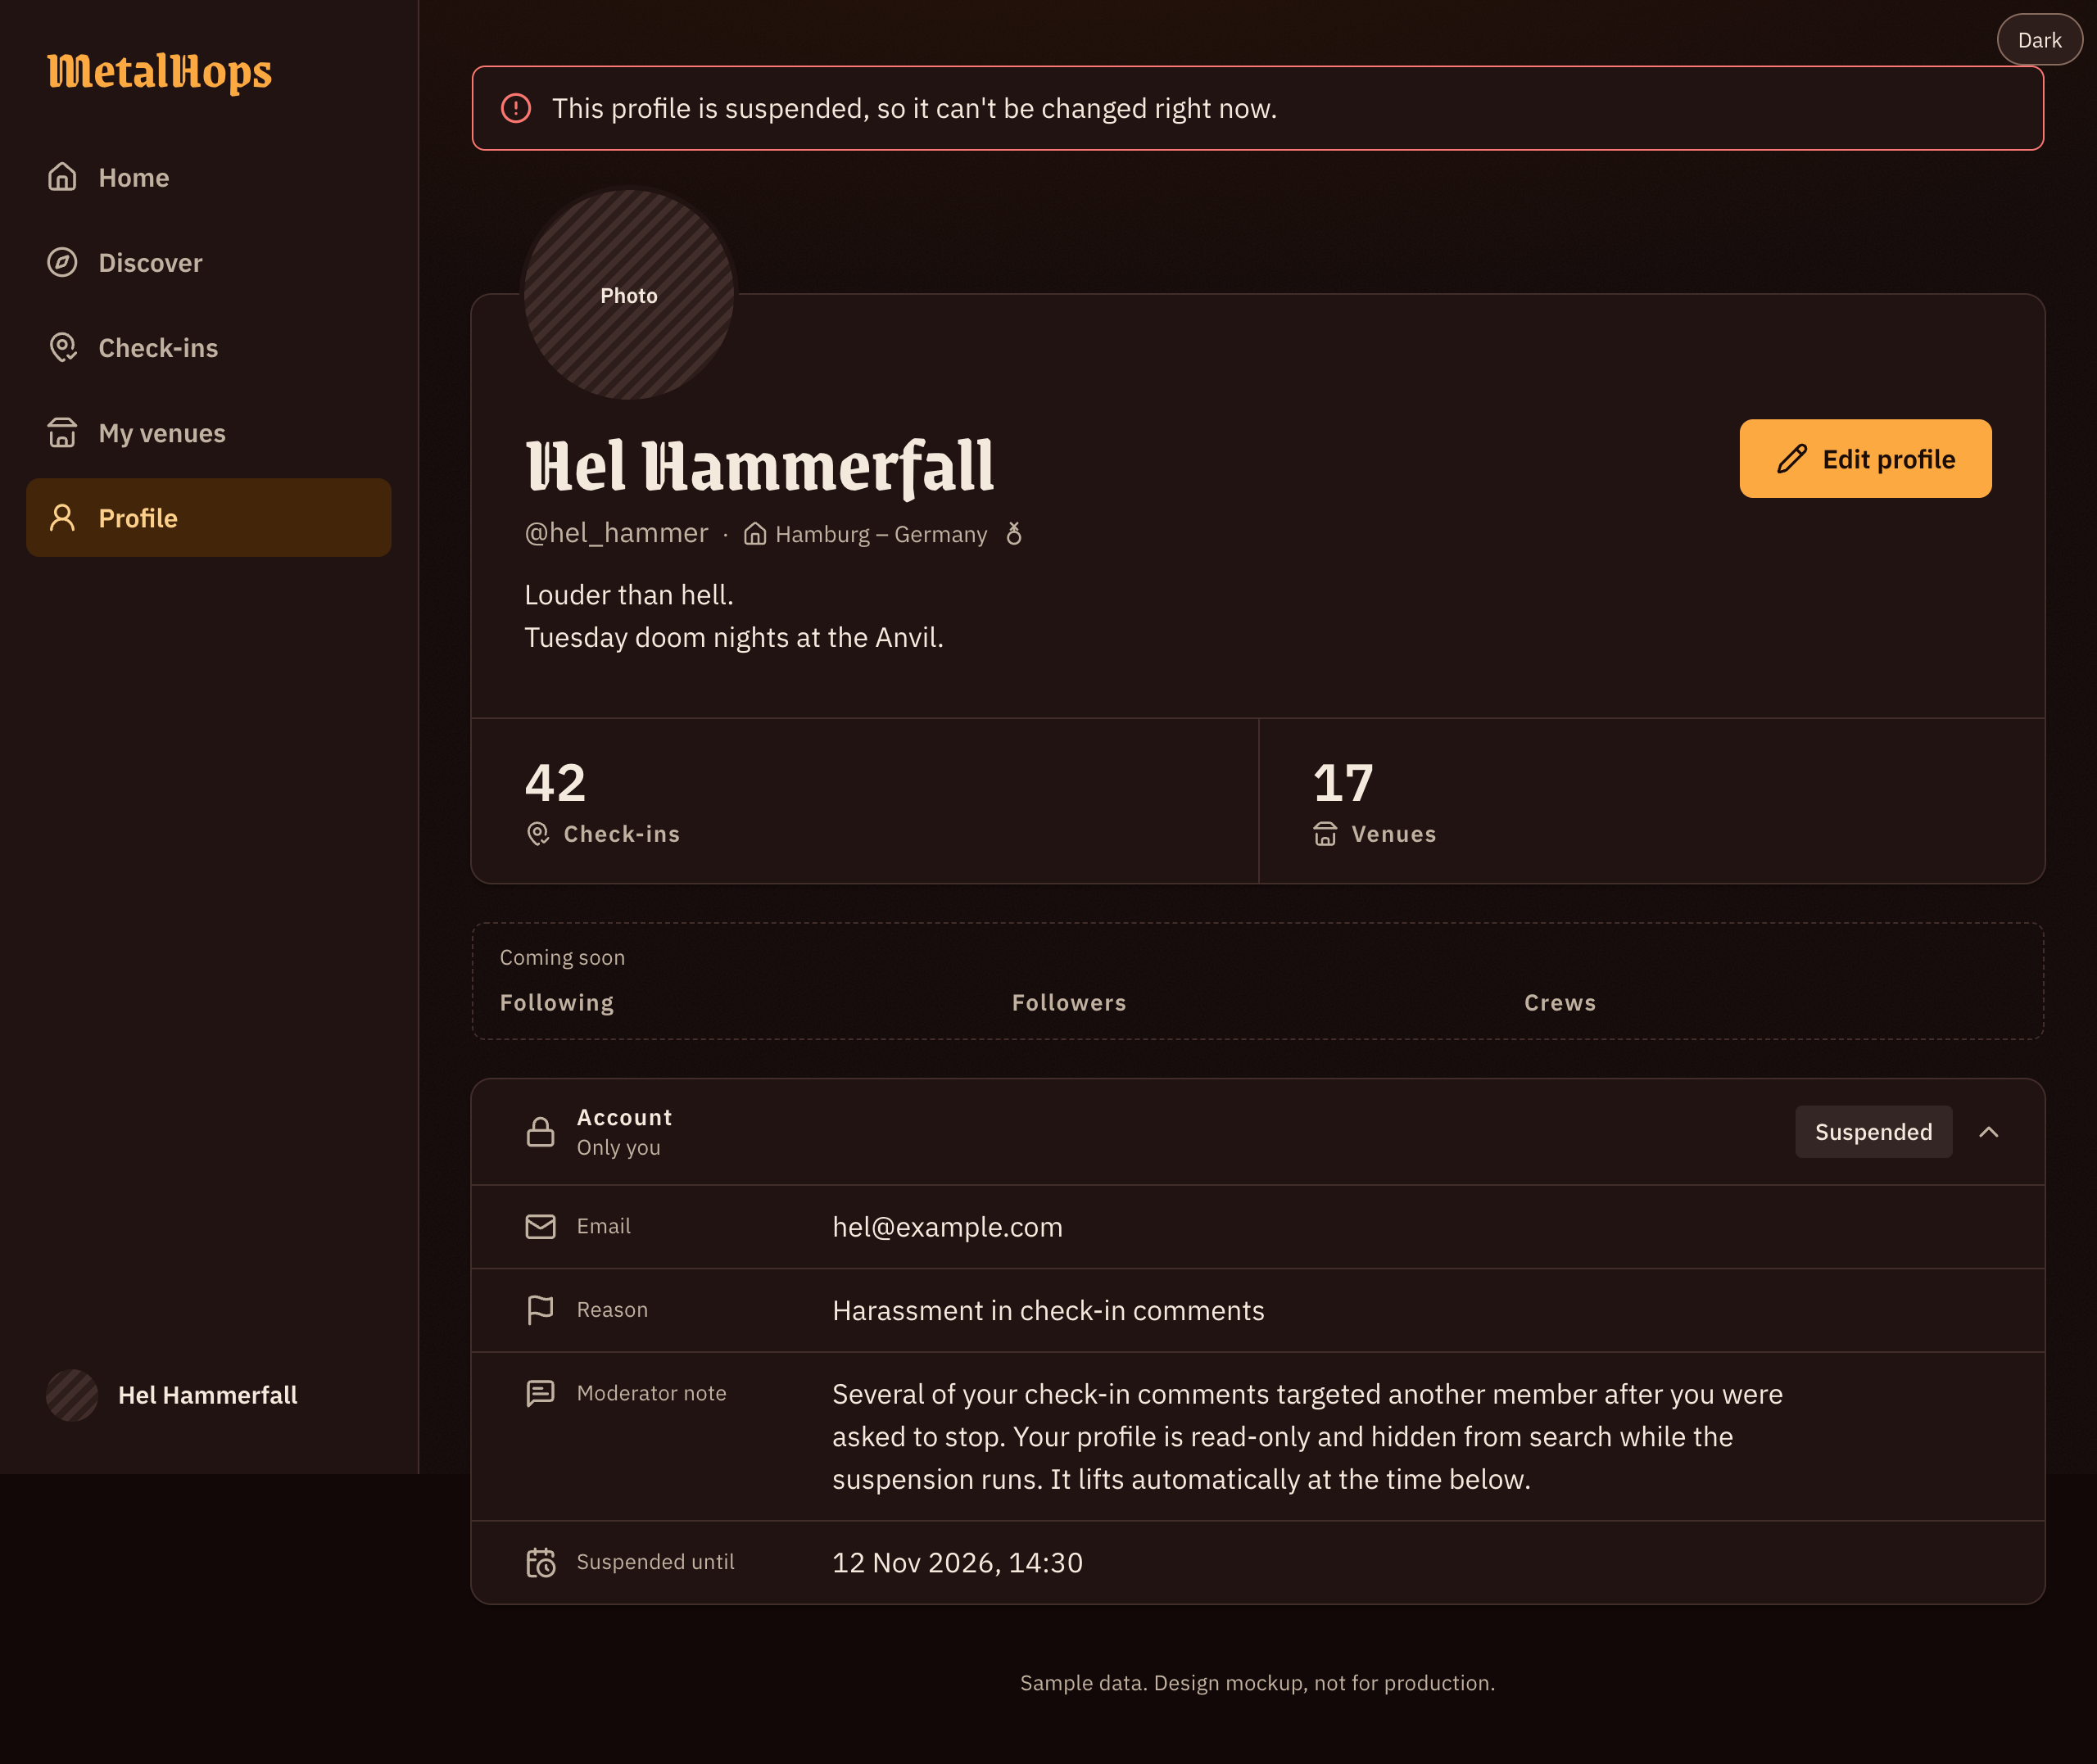 MetalHops
Dark
This profile is suspended, so it can't be changed right now.
Home
Discover
Check-ins
My venues
Profile
Photo
Hel Hammerfall
Edit profile
@hel_hammer · Hamburg – Germany
Louder than hell.
Tuesday doom nights at the Anvil.
42
Check-ins
17
Venues
Coming soon
Following
Followers
Crews
Account
Only you
Suspended
Email
hel@example.com
Reason
Harassment in check-in comments
Moderator note
Several of your check-in comments targeted another member after you were
asked to stop. Your profile is read-only and hidden from search while the
suspension runs. It lifts automatically at the time below.
Suspended until
12 Nov 2026, 14:30
Hel Hammerfall
Sample data. Design mockup, not for production.